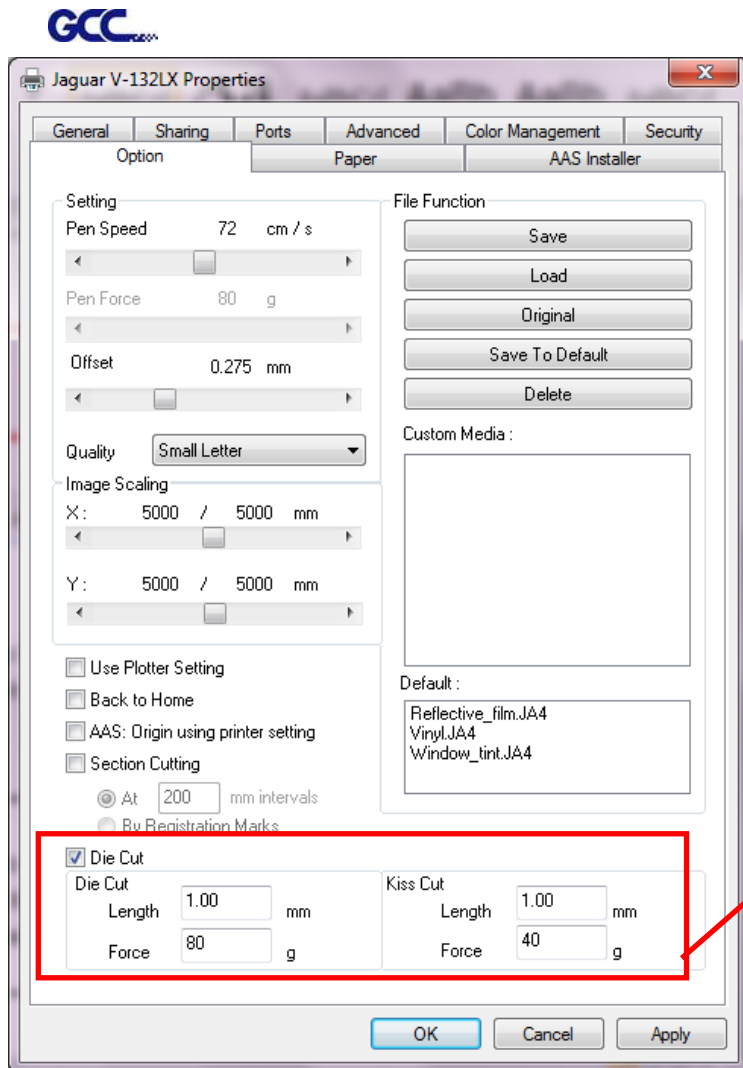 GCC
Jaguar V-132LX Properties
General Sharing Ports Advanced Color Management Security
Option Paper AAS Installer
Setting
Pen Speed 72 cm / s
Pen Force 80 g
Offset 0.275 mm
Quality Small Letter
Image Scaling
X : 5000 / 5000 mm
Y : 5000 / 5000 mm
Use Plotter Setting
Back to Home
AAS: Origin using printer setting
Section Cutting
At 200 mm intervals
By Registration Marks
File Function
Save
Load
Original
Save To Default
Delete
Custom Media :
Default :
Reflective_film.JA4
Vinyl.JA4
Window_tint.JA4
Die Cut
Die Cut
Length 1.00 mm
Force 80 g
Kiss Cut
Length 1.00 mm
Force 40 g
OK Cancel Apply